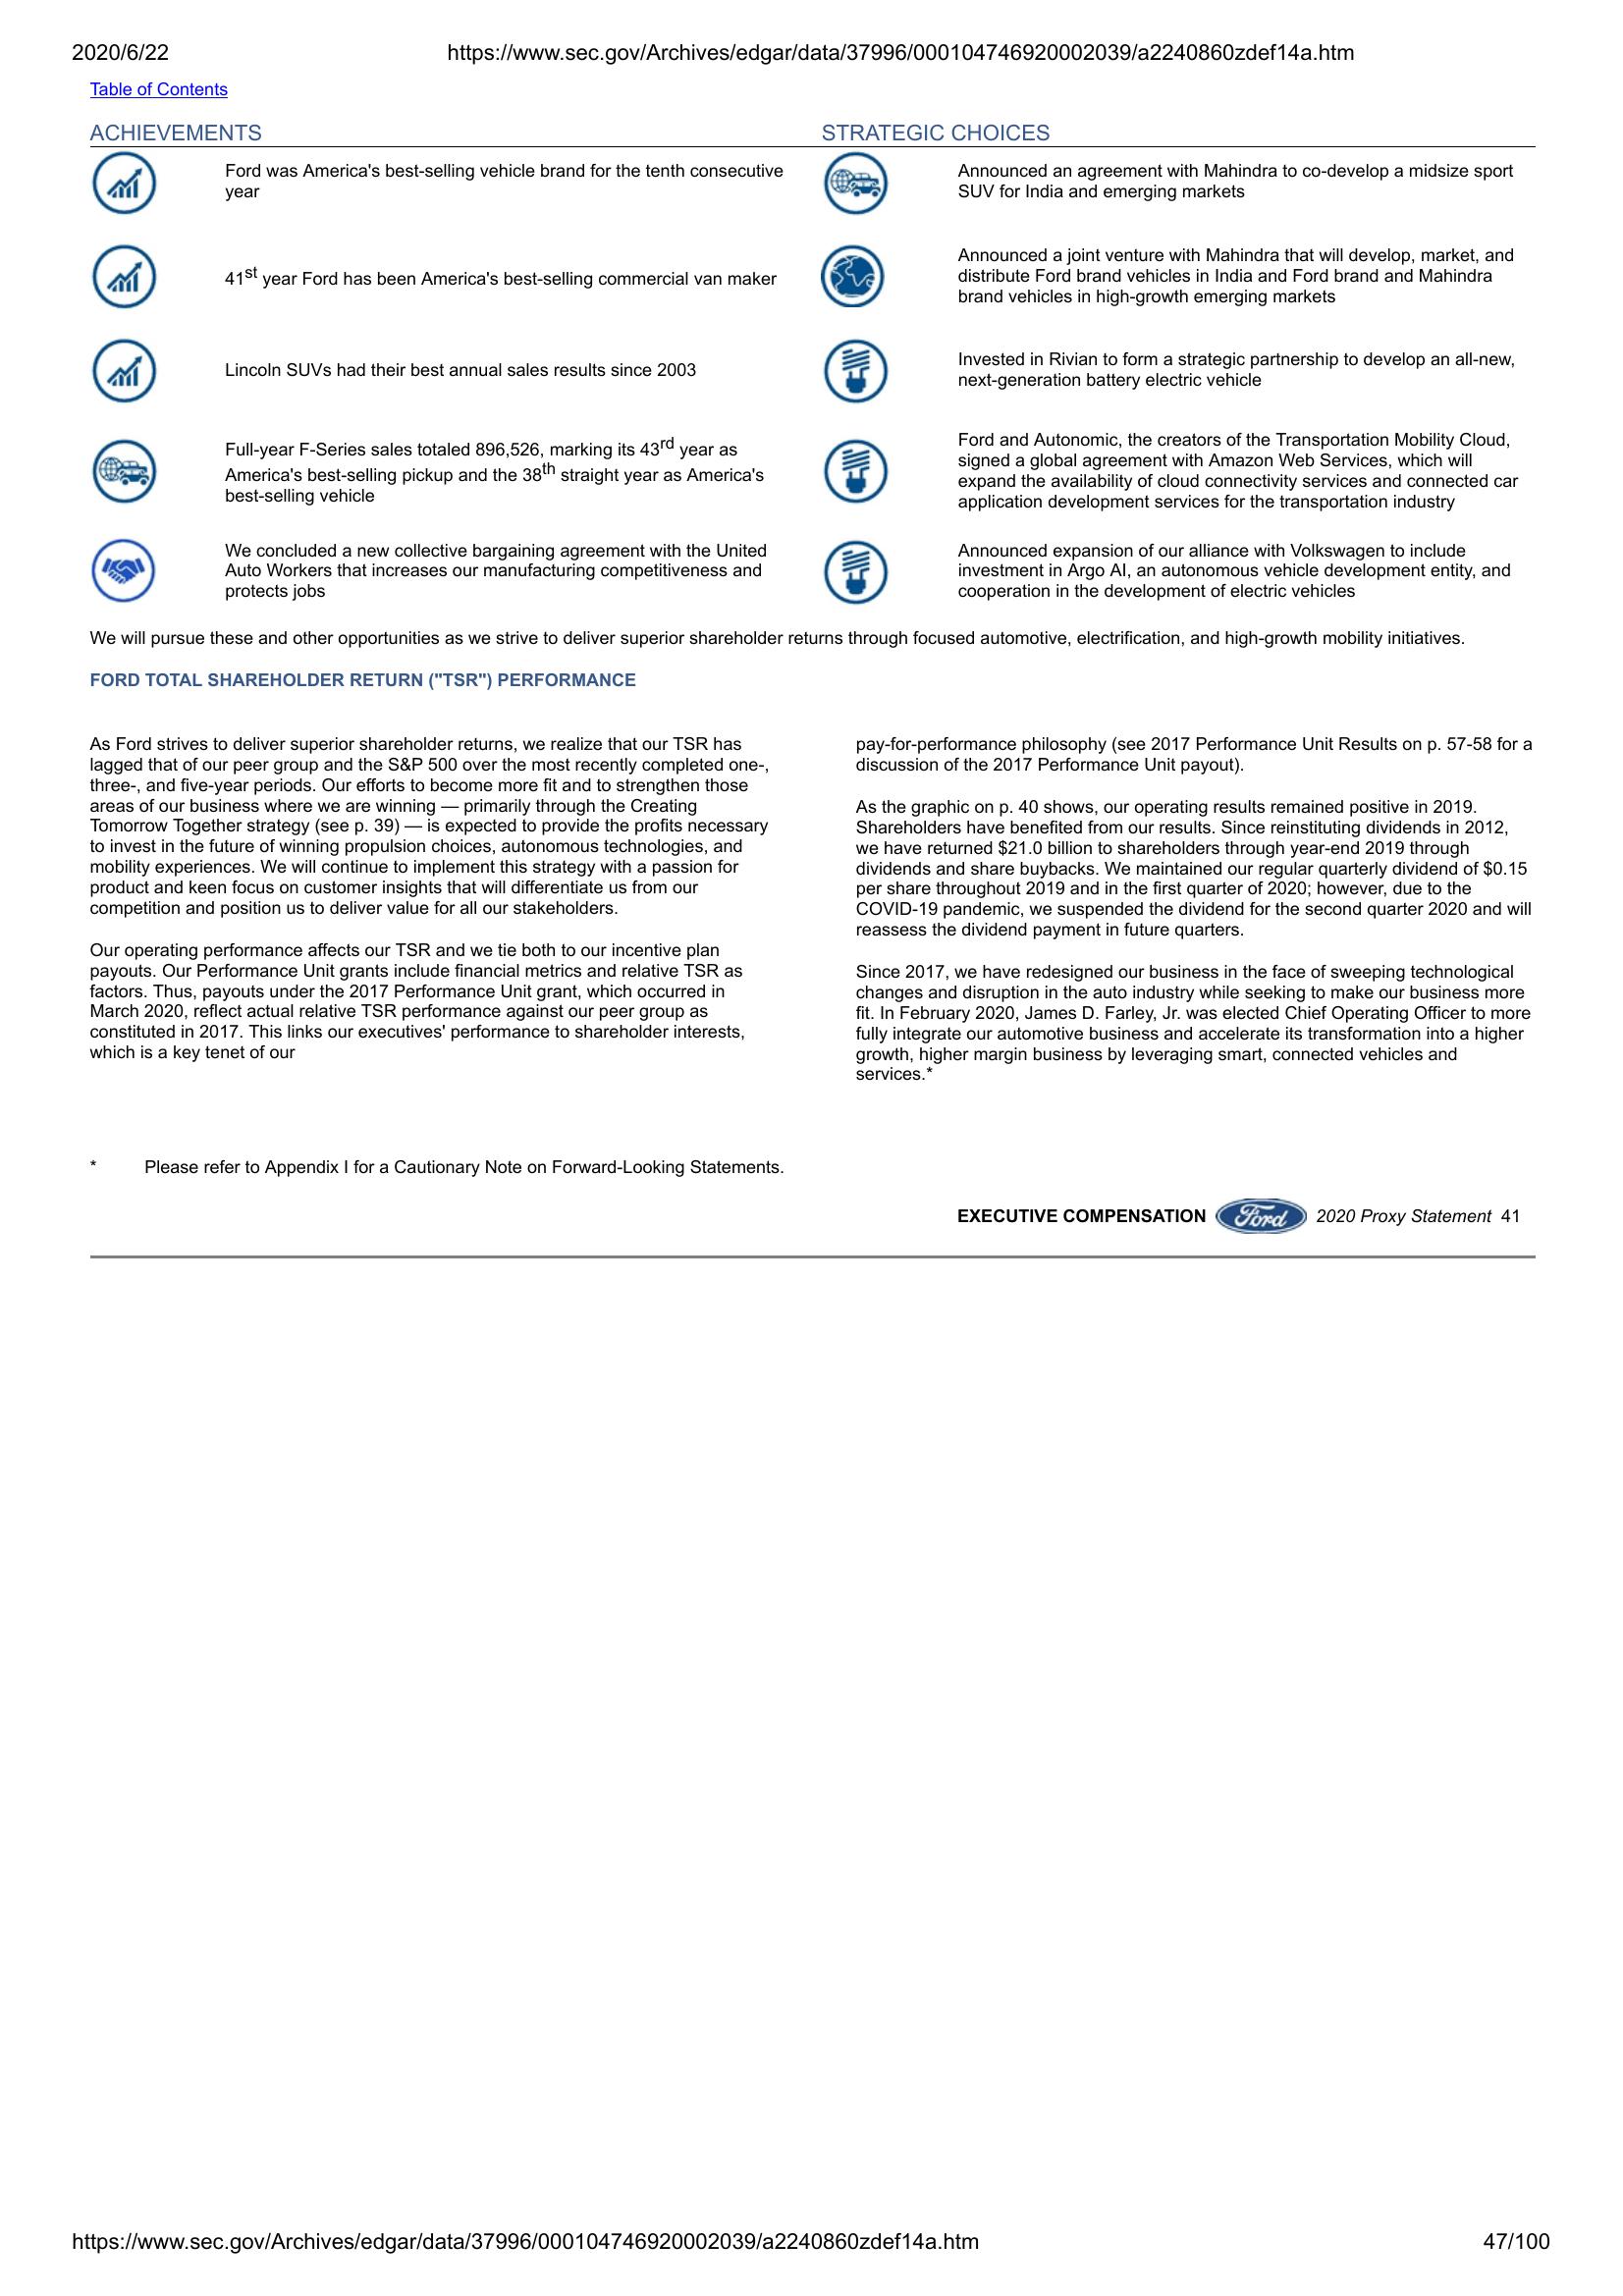 2020/6/22 https://www.sec.gov/Archives/edgar/data/37996/000104746920002039/a2240860zdef14a.htm
Table of Contents
ACHIEVEMENTS
Ford was America's best-selling vehicle brand for the tenth consecutive
year
41st year Ford has been America's best-selling commercial van maker
Lincoln SUVs had their best annual sales results since 2003
Full-year F-Series sales totaled 896,526, marking its 43rd year as
America's best-selling pickup and the 38th straight year as America's
best-selling vehicle
We concluded a new collective bargaining agreement with the United
Auto Workers that increases our manufacturing competitiveness and
protects jobs
STRATEGIC CHOICES
Announced an agreement with Mahindra to co-develop a midsize sport
SUV for India and emerging markets
Announced a joint venture with Mahindra that will develop, market, and
distribute Ford brand vehicles in India and Ford brand and Mahindra
brand vehicles in high-growth emerging markets
Invested in Rivian to form a strategic partnership to develop an all-new,
next-generation battery electric vehicle
Ford and Autonomic, the creators of the Transportation Mobility Cloud,
signed a global agreement with Amazon Web Services, which will
expand the availability of cloud connectivity services and connected car
application development services for the transportation industry
Announced expansion of our alliance with Volkswagen to include
investment in Argo AI, an autonomous vehicle development entity, and
cooperation in the development of electric vehicles
We will pursue these and other opportunities as we strive to deliver superior shareholder returns through focused automotive, electrification, and high-growth mobility initiatives.
FORD TOTAL SHAREHOLDER RETURN ("TSR") PERFORMANCE
As Ford strives to deliver superior shareholder returns, we realize that our TSR has
lagged that of our peer group and the S&P 500 over the most recently completed one-,
three-, and five-year periods. Our efforts to become more fit and to strengthen those
areas of our business where we are winning — primarily through the Creating
Tomorrow Together strategy (see p. 39) — is expected to provide the profits necessary
to invest in the future of winning propulsion choices, autonomous technologies, and
mobility experiences. We will continue to implement this strategy with a passion for
product and keen focus on customer insights that will differentiate us from our
competition and position us to deliver value for all our stakeholders.
Our operating performance affects our TSR and we tie both to our incentive plan
payouts. Our Performance Unit grants include financial metrics and relative TSR as
factors. Thus, payouts under the 2017 Performance Unit grant, which occurred in
March 2020, reflect actual relative TSR performance against our peer group as
constituted in 2017. This links our executives' performance to shareholder interests,
which is a key tenet of our
pay-for-performance philosophy (see 2017 Performance Unit Results on p. 57-58 for a
discussion of the 2017 Performance Unit payout).
As the graphic on p. 40 shows, our operating results remained positive in 2019.
Shareholders have benefited from our results. Since reinstituting dividends in 2012,
we have returned $21.0 billion to shareholders through year-end 2019 through
dividends and share buybacks. We maintained our regular quarterly dividend of $0.15
per share throughout 2019 and in the first quarter of 2020; however, due to the
COVID-19 pandemic, we suspended the dividend for the second quarter 2020 and will
reassess the dividend payment in future quarters.
Since 2017, we have redesigned our business in the face of sweeping technological
changes and disruption in the auto industry while seeking to make our business more
fit. In February 2020, James D. Farley, Jr. was elected Chief Operating Officer to more
fully integrate our automotive business and accelerate its transformation into a higher
growth, higher margin business by leveraging smart, connected vehicles and
services.*
* Please refer to Appendix I for a Cautionary Note on Forward-Looking Statements.
EXECUTIVE COMPENSATION Ford 2020 Proxy Statement 41
https://www.sec.gov/Archives/edgar/data/37996/000104746920002039/a2240860zdef14a.htm 47/100